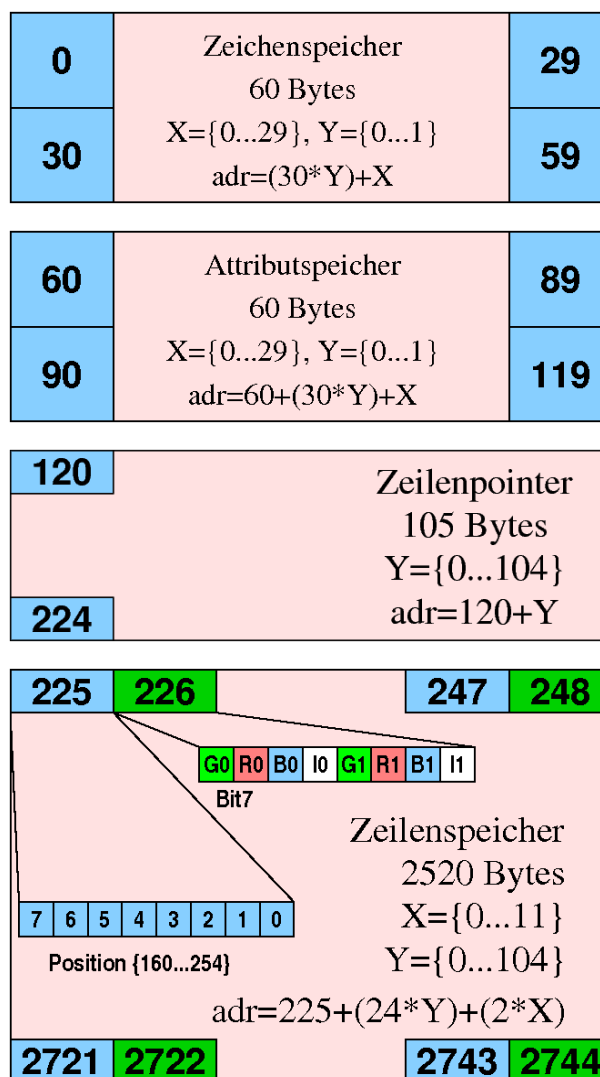 0
Zeichenspeicher
29
60 Bytes
X={0...29}, Y={0...1}
30
59
adr=(30*Y)+X
60
Attributspeicher
89
60 Bytes
X={0...29}, Y={0...1}
90
119
adr=60+(30*Y)+X
120
Zeilenpointer
105 Bytes
Y={0...104}
224
adr=120+Y
225 226 247 248
G0 R0 B0 I0 G1 R1 B1 I1
Bit7
Zeilenspeicher
2520 Bytes
X={0...11}
7 6 5 4 3 2 1 0
Position {160...254}
Y={0...104}
adr=225+(24*Y)+(2*X)
2721 2722 2743 2744